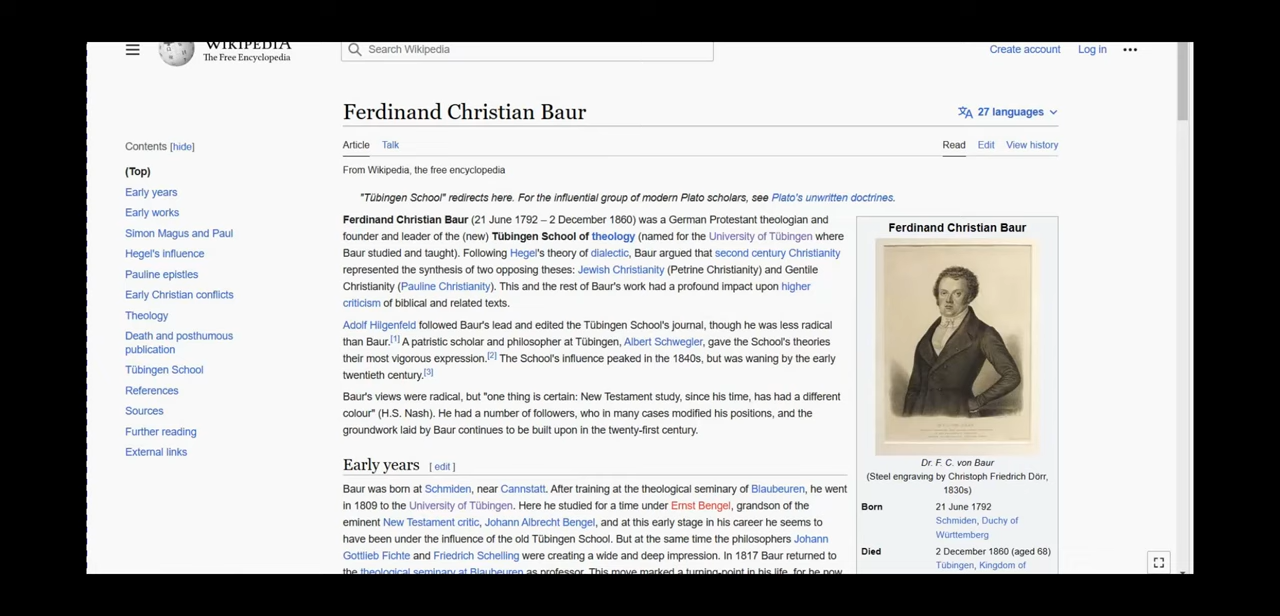 WIKIPEDIA
The Free Encyclopedia
Search Wikipedia
Create account
Log in
Ferdinand Christian Baur
27 languages
Contents [hide]
Article
Talk
Read
Edit
View history
From Wikipedia, the free encyclopedia
(Top)
Early years
Early works
Simon Magus and Paul
Hegel's influence
Pauline epistles
Early Christian conflicts
Theology
Death and posthumous
publication
Tübingen School
References
Sources
Further reading
External links
"Tübingen School" redirects here. For the influential group of modern Plato scholars, see Plato's unwritten doctrines.
Ferdinand Christian Baur (21 June 1792 – 2 December 1860) was a German Protestant theologian and
founder and leader of the (new) Tübingen School of theology (named for the University of Tübingen where
Baur studied and taught). Following Hegel's theory of dialectic, Baur argued that second century Christianity
represented the synthesis of two opposing theses: Jewish Christianity (Petrine Christianity) and Gentile
Christianity (Pauline Christianity). This and the rest of Baur's work had a profound impact upon higher
criticism of biblical and related texts.
Adolf Hilgenfeld followed Baur's lead and edited the Tübingen School's journal, though he was less radical
than Baur.[1] A patristic scholar and philosopher at Tübingen, Albert Schwegler, gave the School's theories
their most vigorous expression.[2] The School's influence peaked in the 1840s, but was waning by the early
twentieth century.[3]
Baur's views were radical, but "one thing is certain: New Testament study, since his time, has had a different
colour" (H.S. Nash). He had a number of followers, who in many cases modified his positions, and the
groundwork laid by Baur continues to be built upon in the twenty-first century.
Early years [ edit ]
Baur was born at Schmiden, near Cannstatt. After training at the theological seminary of Blaubeuren, he went
in 1809 to the University of Tübingen. Here he studied for a time under Ernst Bengel, grandson of the
eminent New Testament critic, Johann Albrecht Bengel, and at this early stage in his career he seems to
have been under the influence of the old Tübingen School. But at the same time the philosophers Johann
Gottlieb Fichte and Friedrich Schelling were creating a wide and deep impression. In 1817 Baur returned to
the theological seminary at Blaubeuren as professor. This move marked a turning-point in his life, for he now
Ferdinand Christian Baur
Dr. F. C. von Baur
(Steel engraving by Christoph Friedrich Dörr,
1830s)
Born 21 June 1792
Schmiden, Duchy of
Württemberg
Died 2 December 1860 (aged 68)
Tübingen, Kingdom of